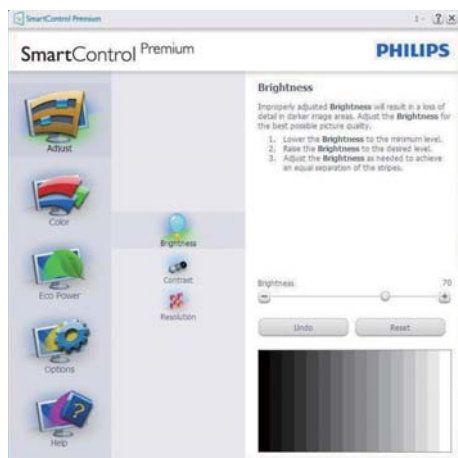 SmartControl Premium
1 - ? X
SmartControl Premium
PHILIPS
Adjust
Color
Eco Power
Options
Help
Brightness
Contrast
Resolution
Brightness
Improperly adjusted Brightness will result in a loss of
detail in darker image areas. Adjust the Brightness for
the best possible picture quality.
1. Lower the Brightness to the minimum level.
2. Raise the Brightness to the desired level.
3. Adjust the Brightness as needed to achieve
an equal separation of the stripes.
Brightness 70
Undo Reset